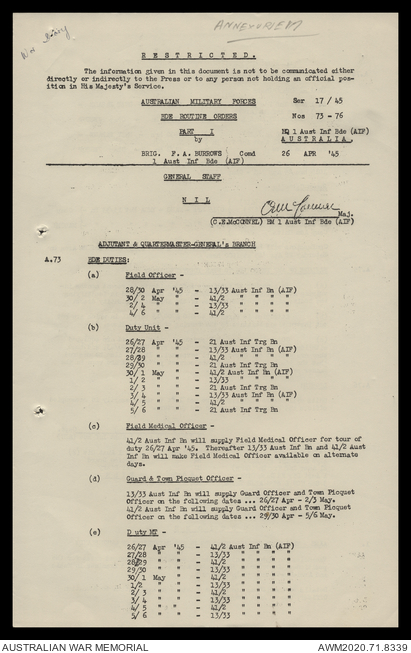 ANNEXURE M
War Diary
R E S T R I C T E D .
The information given in this document is not to be communicated either
directly or indirectly to the Press or to any person not holding an official pos-
ition in His Majesty's Service.
AUSTRALIAN MILITARY FORCES Ser 17/45
BDE ROUTINE ORDERS Nos 73 - 76
PART I HQ 1 Aust Inf Bde (AIF)
by A U S T R A L I A .
BRIG. F.A. BURROWS Comd 26 APR '45
1 Aust Inf Bde (AIF)
GENERAL STAFF
N I L
Maj.
(C.E.McCONNEL) BM 1 Aust Inf Bde (AIF)
ADJUTANT & QUARTERMASTER-GENERAL's BRANCH
A.73 BDE DUTIES:
(a) Field Officer -
28/30 Apr '45 - 13/33 Aust Inf Bn (AIF)
30/ 2 May " - 41/2 " " " "
2/ 4 " " - 13/33 " " " "
4/ 6 " " - 41/2 " " " "
(b) Duty Unit -
26/27 Apr '45 - 21 Aust Inf Trg Bn
27/28 " " - 13/33 Aust Inf Bn (AIF)
28/29 " " - 41/2 " " " "
29/30 " " - 21 Aust Inf Trg Bn
30/ 1 May " - 41/2 Aust Inf Bn (AIF)
1/ 2 " " - 13/33 " " " "
2/ 3 " " - 21 Aust Inf Trg Bn
3/ 4 " " - 13/33 Aust Inf Bn (AIF)
4/ 5 " " - 41/2 " " " "
5/ 6 " " - 21 Aust Inf Trg Bn
(c) Field Medical Officer -
41/2 Aust Inf Bn will supply Field Medical Officer for tour of
duty 26/27 Apr '45. Thereafter 13/33 Aust Inf Bn and 41/2 Aust
Inf Bn will make Field Medical Officer available on alternate
days.
(d) Guard & Town Picquet Officer -
13/33 Aust Inf Bn will supply Guard Officer and Town Picquet
Officer on the following dates ... 26/27 Apr - 2/3 May.
41/2 Aust Inf Bn will supply Guard Officer and Town Picquet
Officer on the following dates ... 29/30 Apr - 5/6 May.
(e) D uty MT -
26/27 Apr '45 - 41/2 Aust Inf Bn (AIF)
27/28 " " - 13/33 " " " "
28/29 " " - 41/2 " " " "
29/30 " " - 13/33 " " " "
30/ 1 May " - 41/2 " " " "
1/2 " " - 13/33 " " " "
2/ 3 " " - 41/2 " " " "
3/ 4 " " - 13/33 " " " "
4/ 5 " " - 41/2 " " " "
5/ 6 " " - 13/33 " " " "
AUSTRALIAN WAR MEMORIAL AWM2020.71.8339